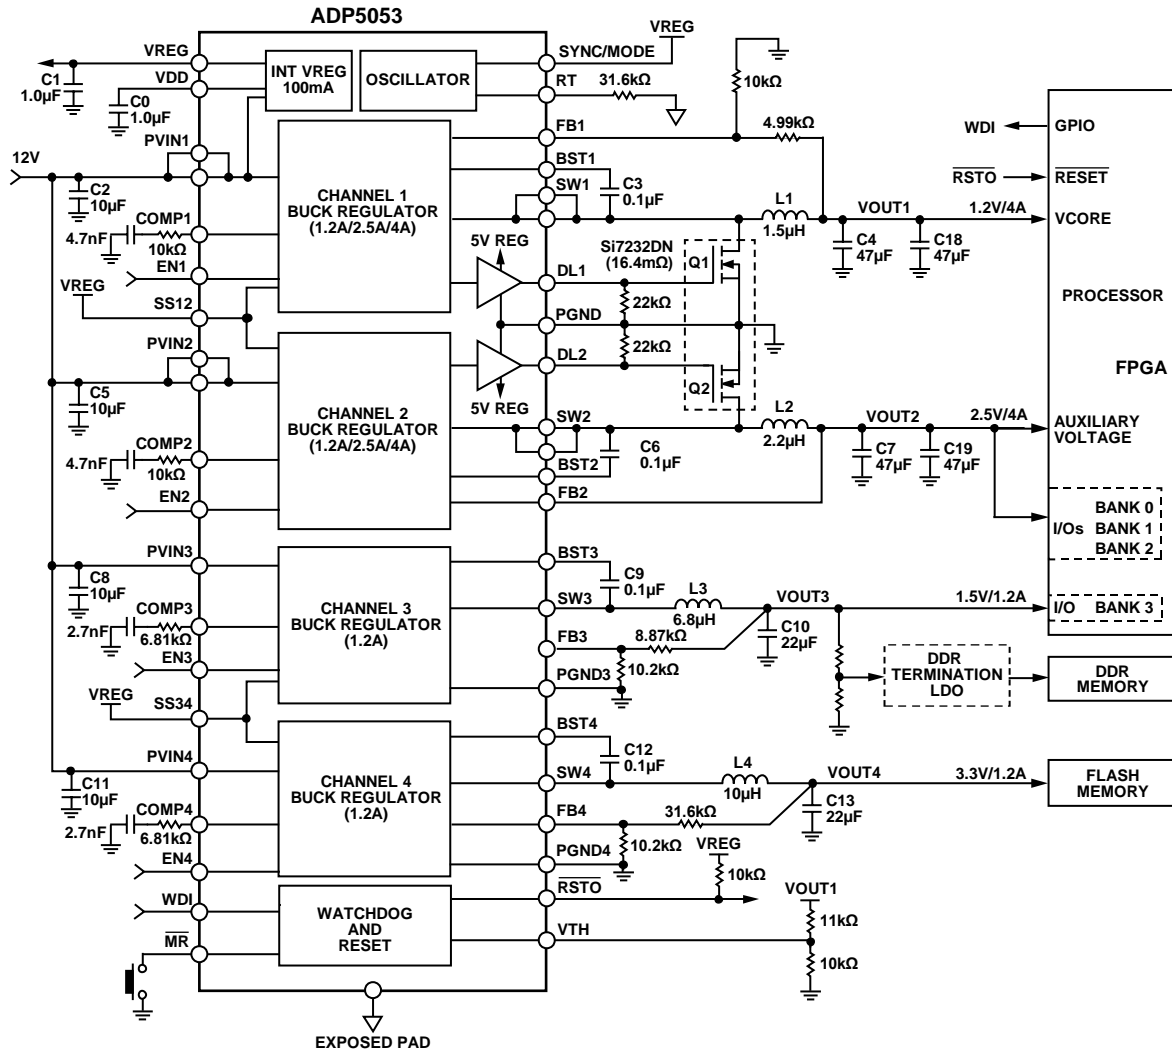 ADP5053
VREG
C1
1.0µF
VDD
C0
1.0µF
INT VREG
100mA
OSCILLATOR
SYNC/MODE
VREG
RT
31.6kΩ
10kΩ
FB1
4.99kΩ
PVIN1
12V
C2
10µF
COMP1
4.7nF
10kΩ
EN1
VREG
SS12
CHANNEL 1
BUCK REGULATOR
(1.2A/2.5A/4A)
BST1
C3
0.1µF
SW1
L1
1.5µH
VOUT1
1.2V/4A
C4
47µF
C18
47µF
5V REG
DL1
Si7232DN
(16.4mΩ)
Q1
22kΩ
PGND
22kΩ
DL2
Q2
5V REG
PVIN2
C5
10µF
COMP2
4.7nF
10kΩ
EN2
CHANNEL 2
BUCK REGULATOR
(1.2A/2.5A/4A)
SW2
L2
2.2µH
VOUT2
2.5V/4A
C6
0.1µF
BST2
FB2
C7
47µF
C19
47µF
PVIN3
C8
10µF
COMP3
2.7nF
6.81kΩ
EN3
VREG
SS34
CHANNEL 3
BUCK REGULATOR
(1.2A)
BST3
C9
0.1µF
SW3
L3
6.8µH
VOUT3
1.5V/1.2A
C10
22µF
FB3
8.87kΩ
10.2kΩ
PGND3
DDR
TERMINATION
LDO
DDR
MEMORY
PVIN4
C11
10µF
COMP4
2.7nF
6.81kΩ
EN4
CHANNEL 4
BUCK REGULATOR
(1.2A)
BST4
C12
0.1µF
SW4
L4
10µH
VOUT4
3.3V/1.2A
C13
22µF
FB4
31.6kΩ
10.2kΩ
PGND4
FLASH
MEMORY
WDI
MR
WATCHDOG
AND
RESET
RSTO
VREG
10kΩ
VTH
VOUT1
11kΩ
10kΩ
EXPOSED PAD
WDI
GPIO
RSTO
RESET
VCORE
PROCESSOR
FPGA
AUXILIARY
VOLTAGE
BANK 0
I/Os BANK 1
BANK 2
I/O BANK 3